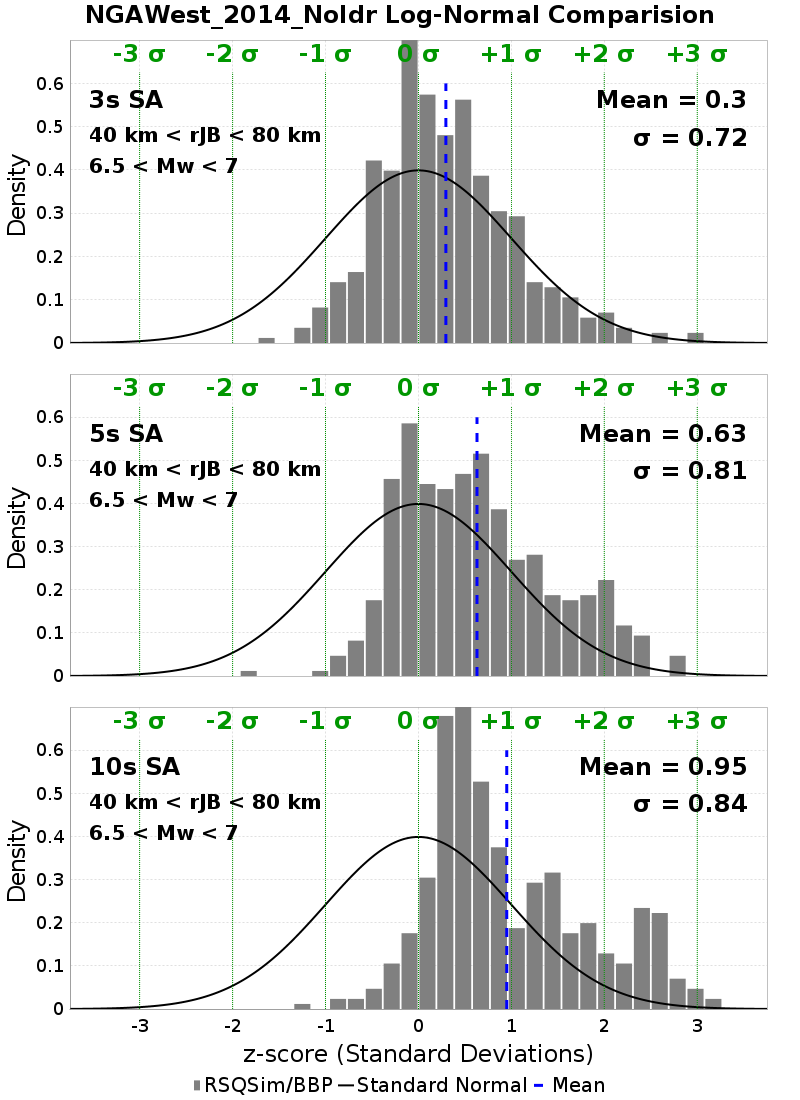 NGAWest_2014_NoIdr Log-Normal Comparision
-3 σ -2 σ -1 σ 0 σ +1 σ +2 σ +3 σ
3s SA
Mean = 0.3
40 km < rJB < 80 km
σ = 0.72
6.5 < Mw < 7
0.6
0.5
0.4
0.3
0.2
0.1
0
Density
-3 σ -2 σ -1 σ 0 σ +1 σ +2 σ +3 σ
5s SA
Mean = 0.63
40 km < rJB < 80 km
σ = 0.81
6.5 < Mw < 7
0.6
0.5
0.4
0.3
0.2
0.1
0
Density
-3 σ -2 σ -1 σ 0 σ +1 σ +2 σ +3 σ
10s SA
Mean = 0.95
40 km < rJB < 80 km
σ = 0.84
6.5 < Mw < 7
0.6
0.5
0.4
0.3
0.2
0.1
0
Density
-3 -2 -1 0 1 2 3
z-score (Standard Deviations)
RSQSim/BBP Standard Normal Mean